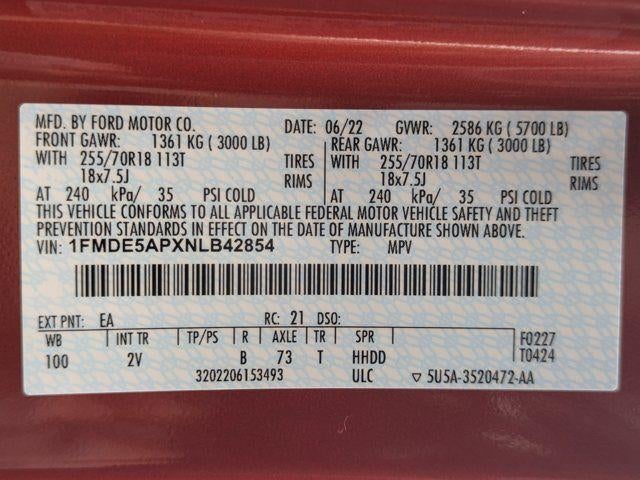 MFD. BY FORD MOTOR CO. DATE: 06/22 GVWR: 2586 KG ( 5700 LB)
FRONT GAWR: 1361 KG ( 3000 LB) REAR GAWR: 1361 KG ( 3000 LB)
WITH 255/70R18 113T TIRES WITH 255/70R18 113T TIRES
18x7.5J RIMS 18x7.5J RIMS
AT 240 kPa/ 35 PSI COLD AT 240 kPa/ 35 PSI COLD
THIS VEHICLE CONFORMS TO ALL APPLICABLE FEDERAL MOTOR VEHICLE SAFETY AND THEFT
PREVENTION STANDARDS IN EFFECT ON THE DATE OF MANUFACTURE SHOWN ABOVE.
VIN: 1FMDE5APXNLB42854 TYPE: MPV
EXT PNT: EA RC: 21 DSO:
WB INT TR TP/PS R AXLE TR SPR F0227
100 2V B 73 T HHDD T0424
3202206153493 ULC ▽ 5U5A-3520472-AA